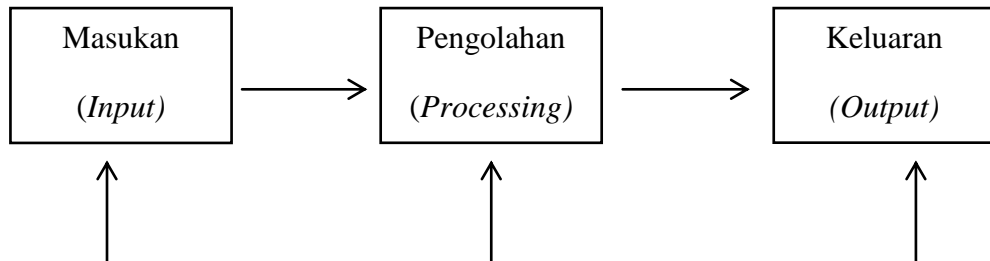 Masukan
(Input)
Pengolahan
(Processing)
Keluaran
(Output)